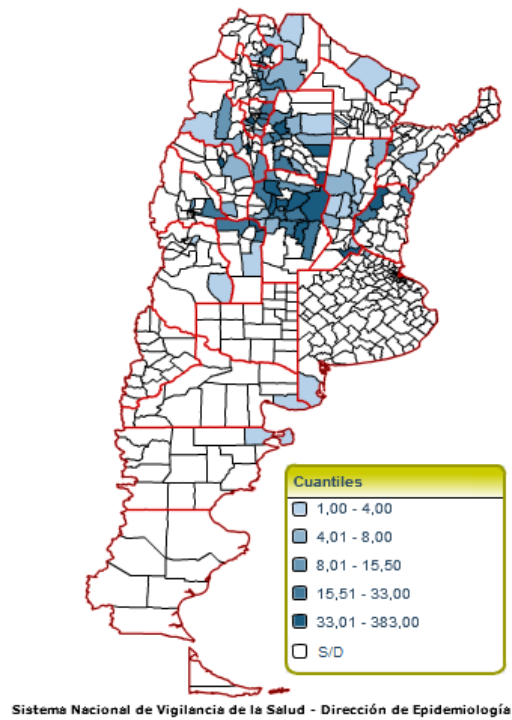 Cuantiles
1,00 - 4,00
4,01 - 8,00
8,01 - 15,50
15,51 - 33,00
33,01 - 383,00
S/D
Sistema Nacional de Vigilancia de la Salud - Dirección de Epidemiología